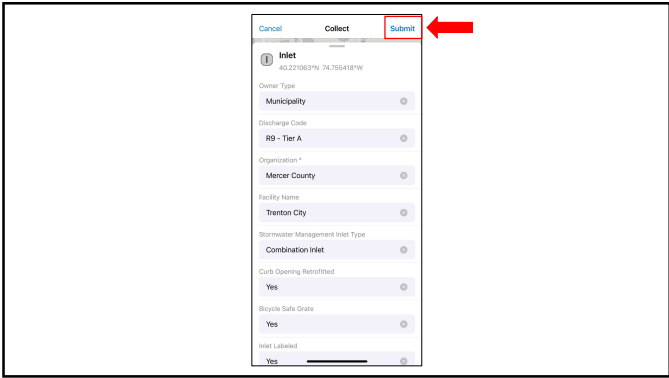 Cancel Collect Submit
I Inlet
40.221063°N 74.755418°W
Owner Type
Municipality
Discharge Code
R9 - Tier A
Organization *
Mercer County
Facility Name
Trenton City
Stormwater Management Inlet Type
Combination Inlet
Curb Opening Retrofitted
Yes
Bicycle Safe Grate
Yes
Inlet Labeled
Yes